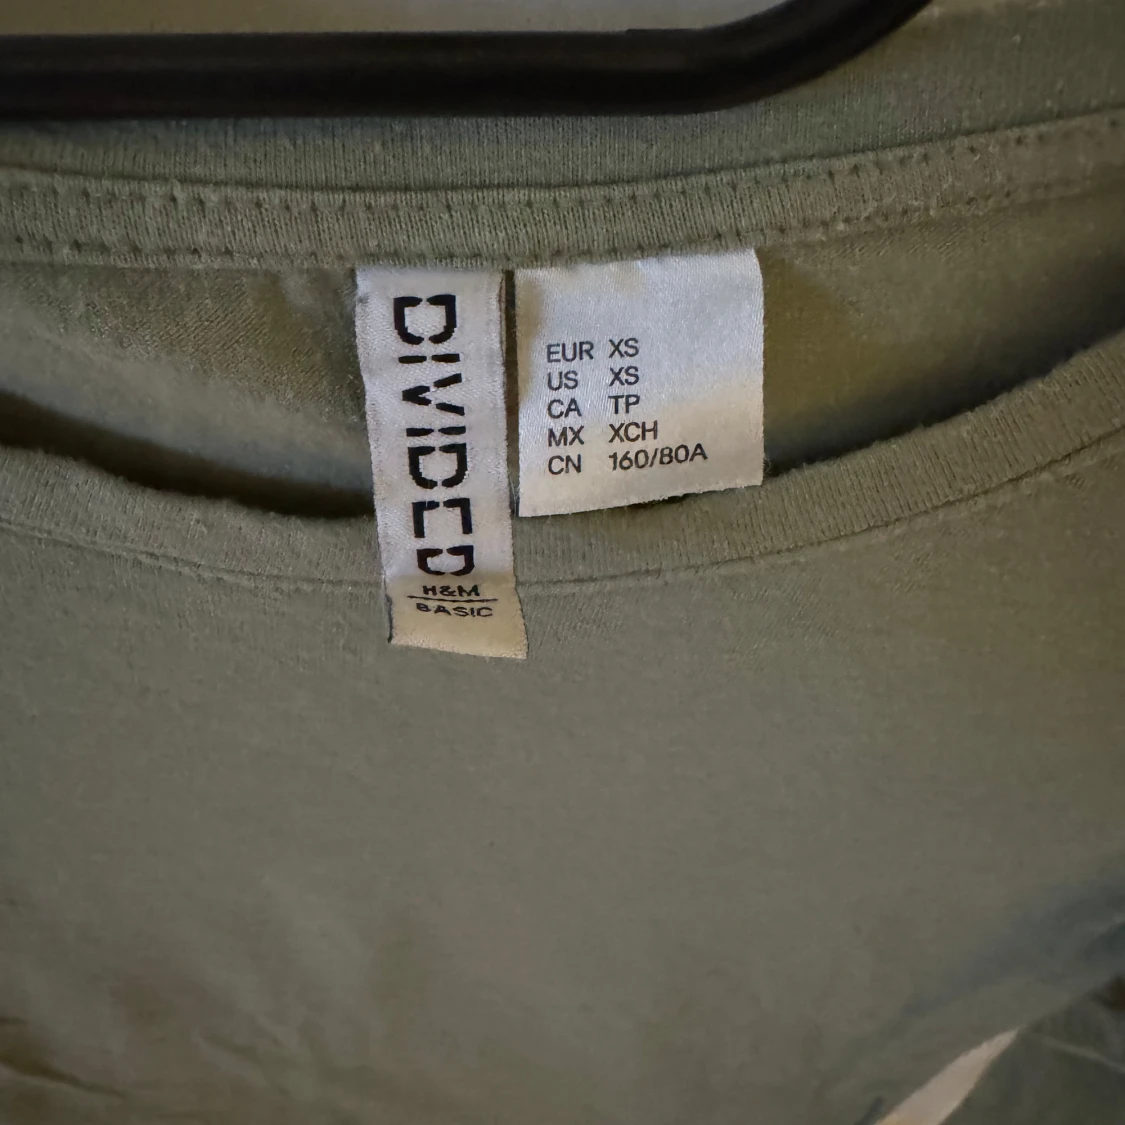 DIVIDED
H&M
BASIC
EUR XS
US XS
CA TP
MX XCH
CN 160/80A